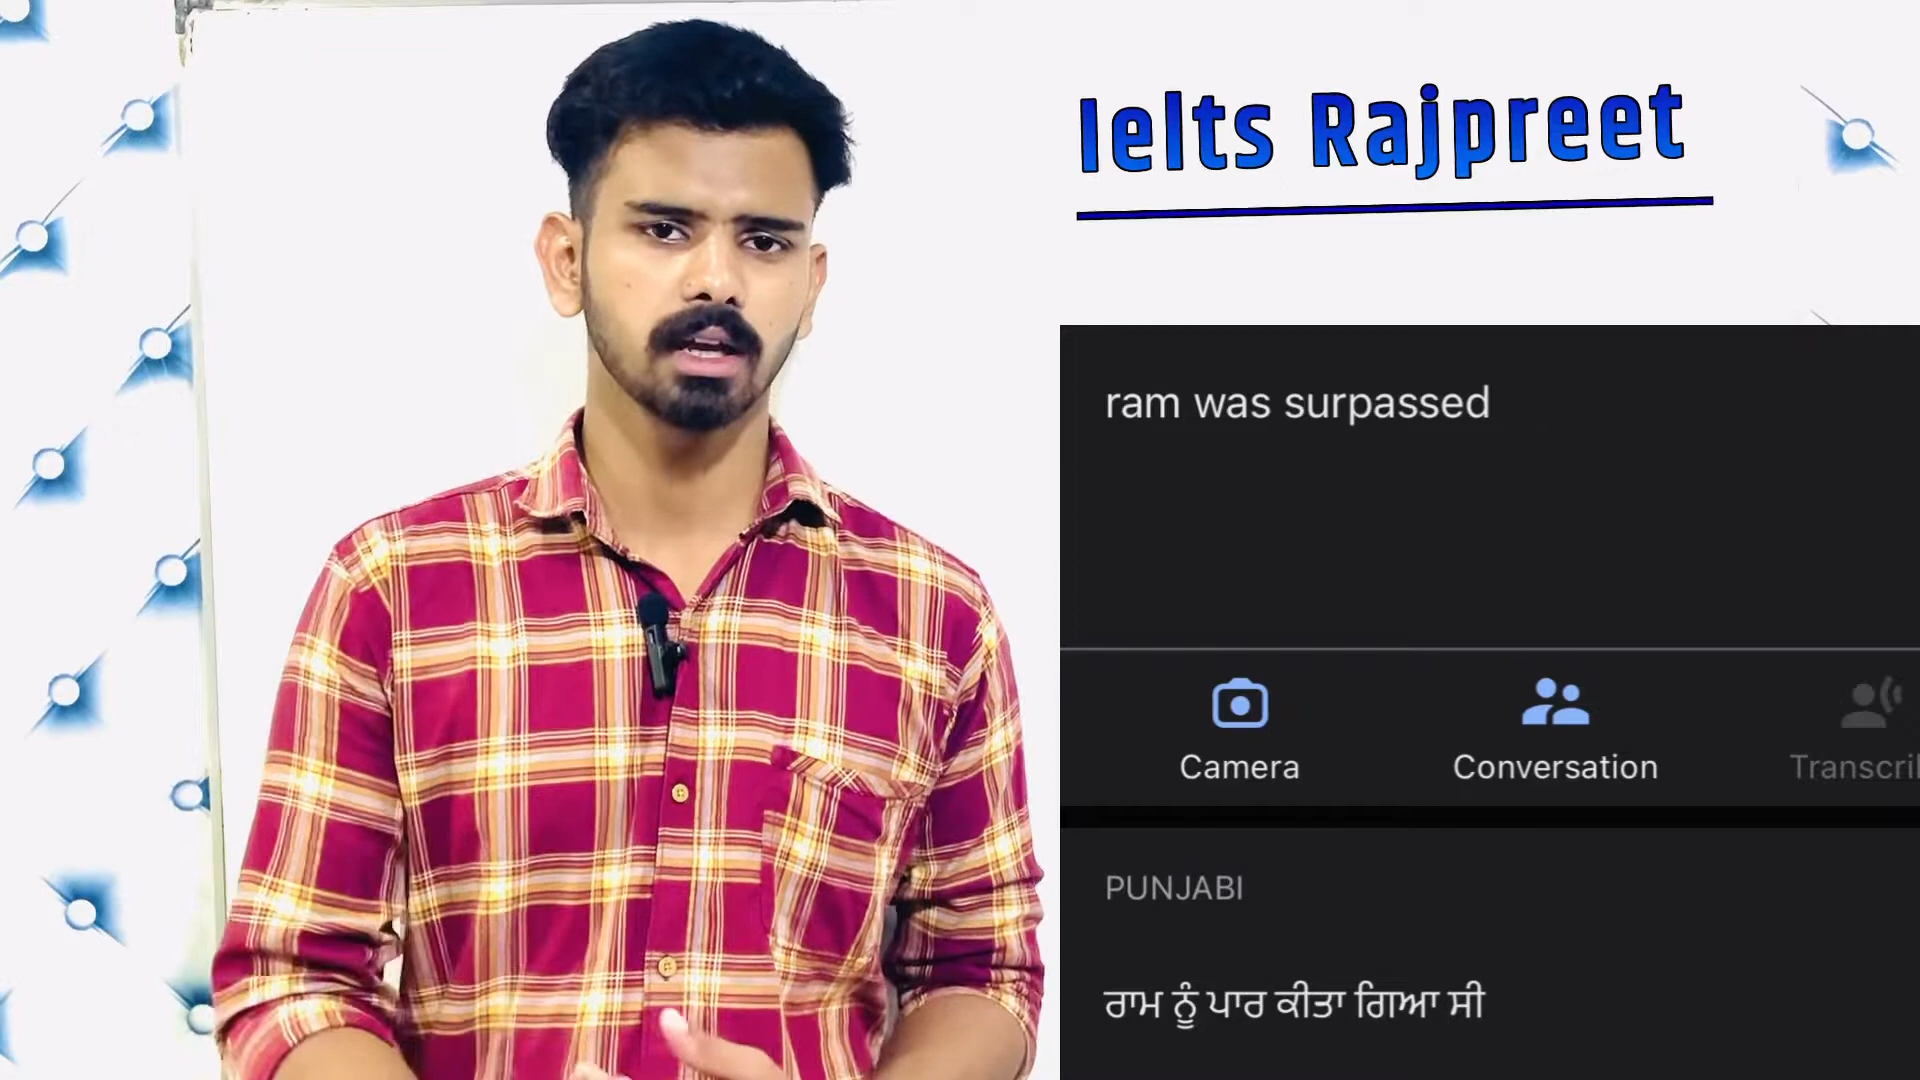 Ielts Rajpreet
ram was surpassed
Camera
Conversation
PUNJABI
ਰਾਮ ਨੂੰ ਪਾਰ ਕੀਤਾ ਗਿਆ ਸੀ